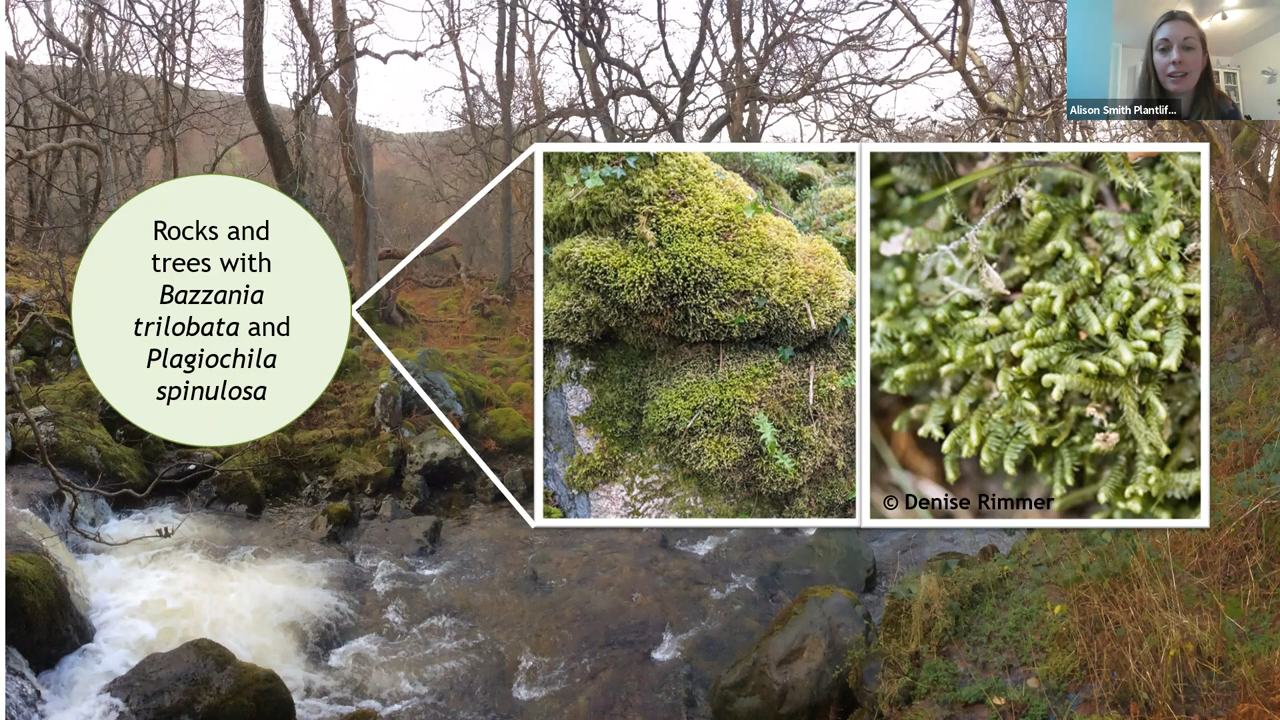 Alison Smith Plantlif...
Rocks and
trees with
Bazzania
trilobata and
Plagiochila
spinulosa
© Denise Rimmer